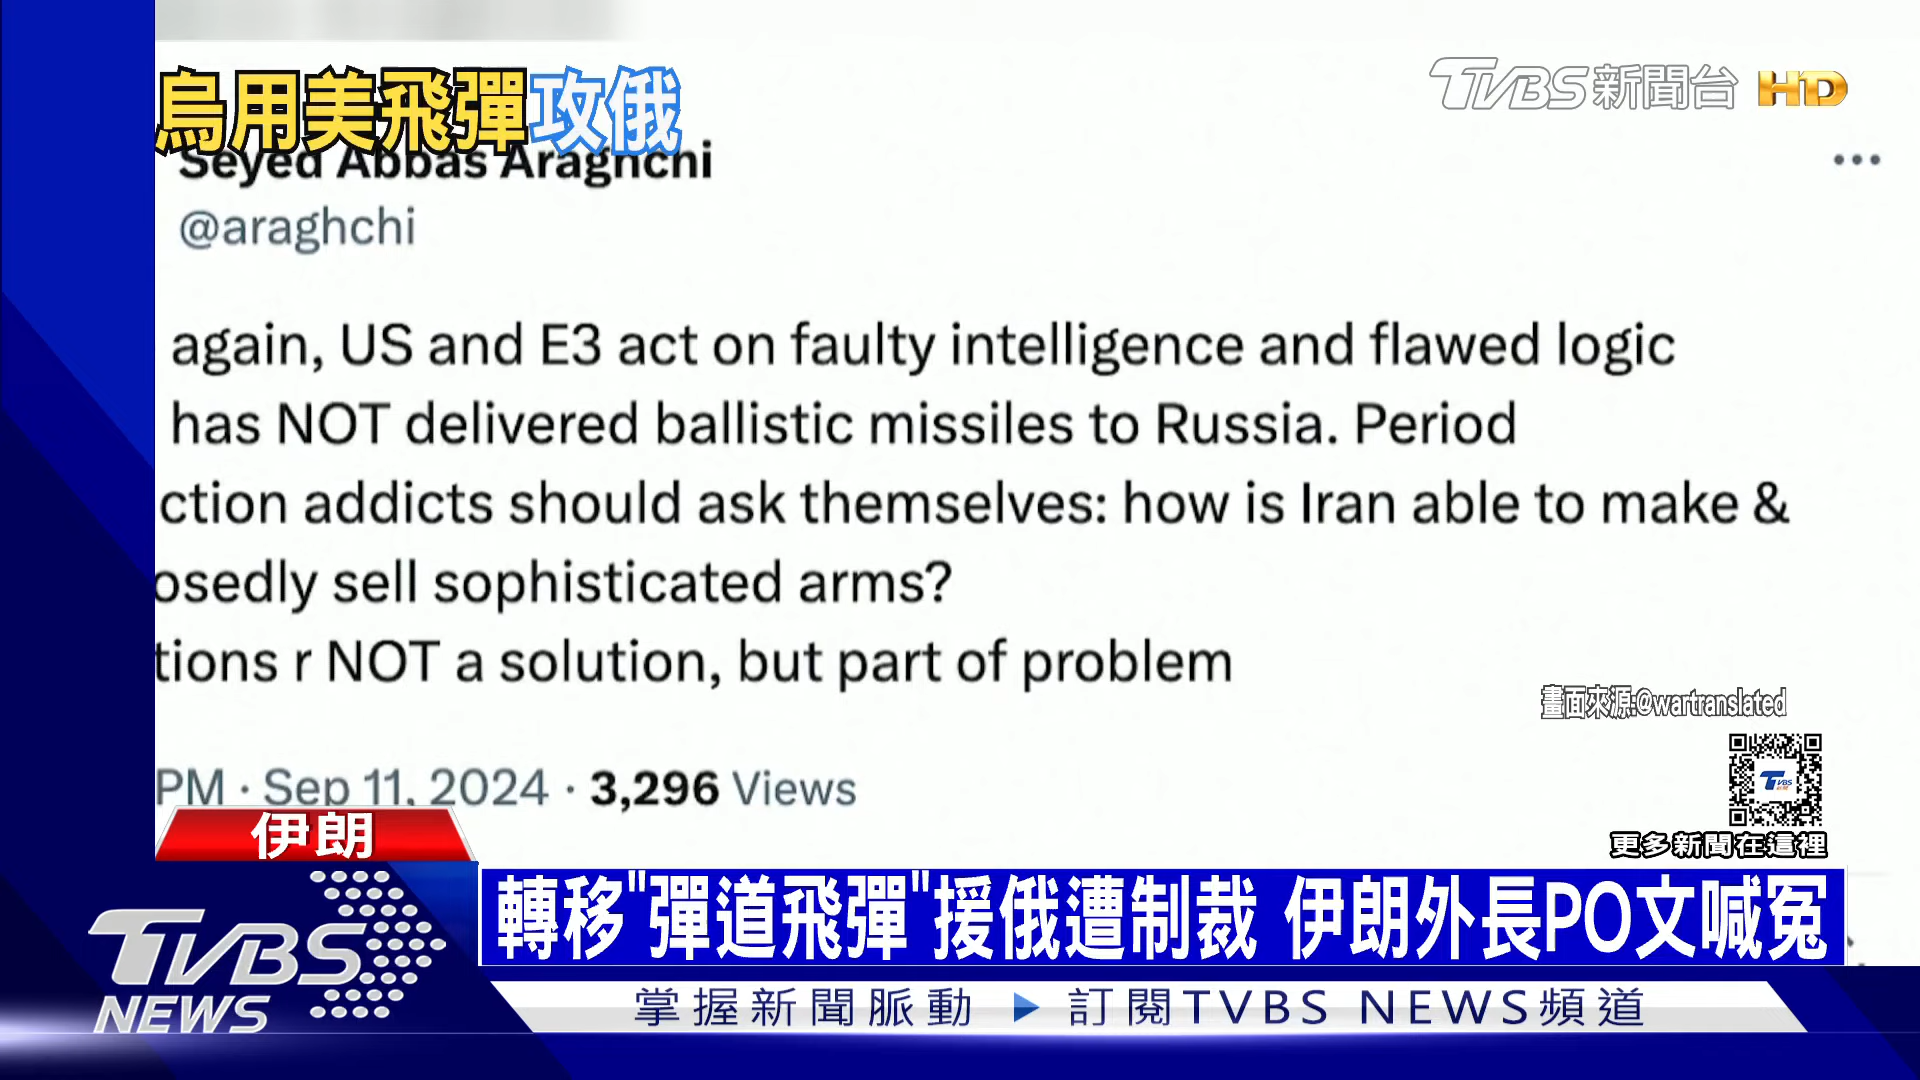 烏用美飛彈攻俄
TVBS新聞台 HD
Seyed Abbas Araghchi
@araghchi
again, US and E3 act on faulty intelligence and flawed logic
has NOT delivered ballistic missiles to Russia. Period
ction addicts should ask themselves: how is Iran able to make &
osedly sell sophisticated arms?
tions r NOT a solution, but part of problem
畫面來源:@wartranslated
PM · Sep 11, 2024 · 3,296 Views
TVBS
新聞
更多新聞在這裡
伊朗
轉移"彈道飛彈"援俄遭制裁 伊朗外長PO文喊冤
TVBS
NEWS
掌握新聞脈動 ▶ 訂閱TVBS NEWS頻道